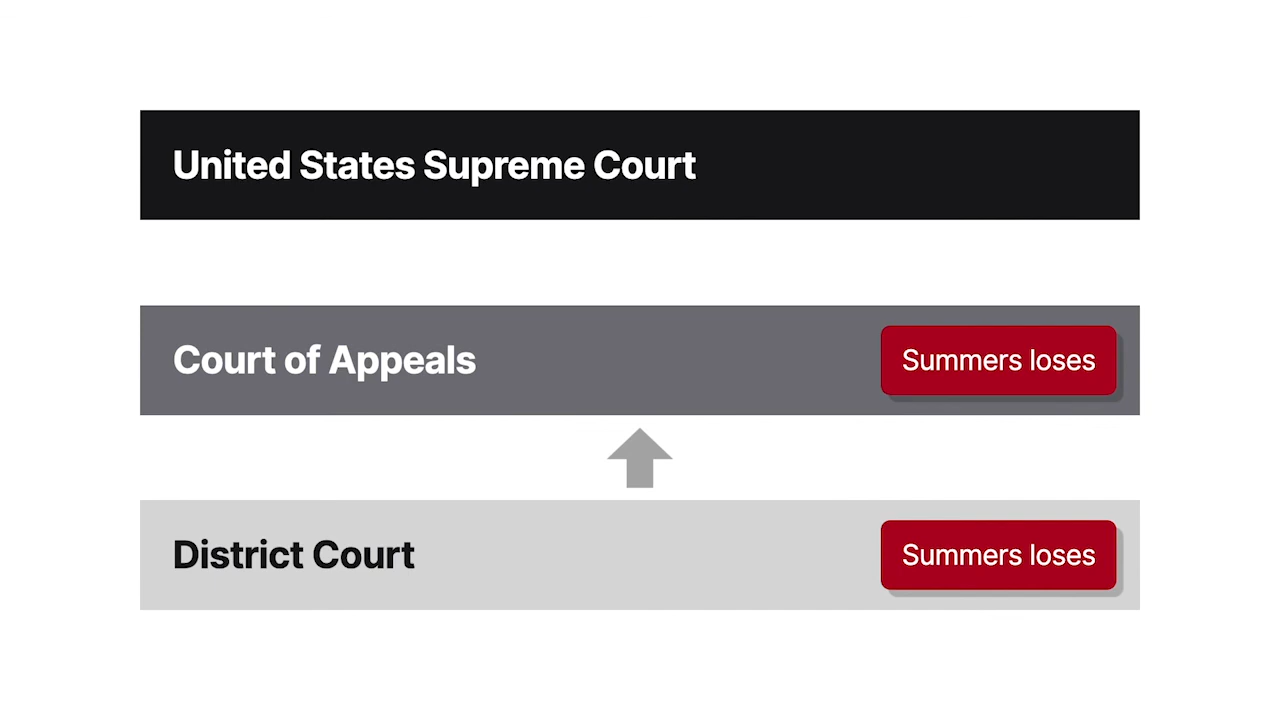 United States Supreme Court
Court of Appeals
Summers loses
District Court
Summers loses